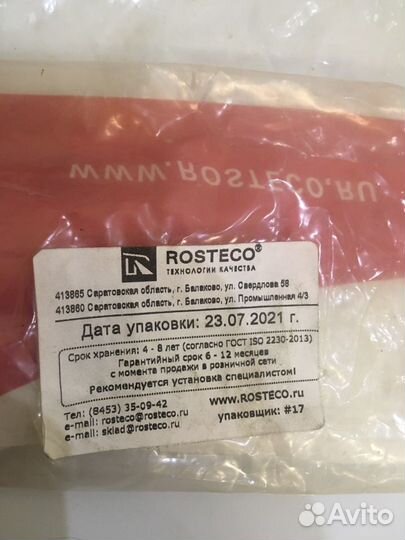 WWW.ROSTECO.RU
ROSTECO®
ТЕХНОЛОГИИ КАЧЕСТВА
413865 Саратовская область, г. Балаково, ул. Свердлова 58
413860 Саратовская область, г. Балаково, ул. Промышленная 4/3
Дата упаковки: 23.07.2021 г.
Срок хранения: 4 - 8 лет (согласно ГОСТ ISO 2230-2013)
Гарантийный срок 6 - 12 месяцев
с момента продажи в розничной сети
Рекомендуется установка специалистом!
Тел: (8453) 35-09-42
e-mail: rosteco@rosteco.ru
e-mail: sklad@rosteco.ru
www.ROSTECO.ru
упаковщик: #17
Avito